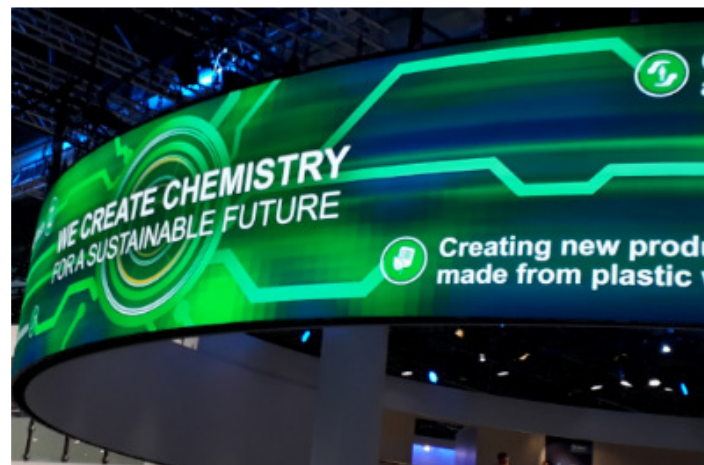 WE CREATE CHEMISTRY
FOR A SUSTAINABLE FUTURE
Creating new produ
made from plastic